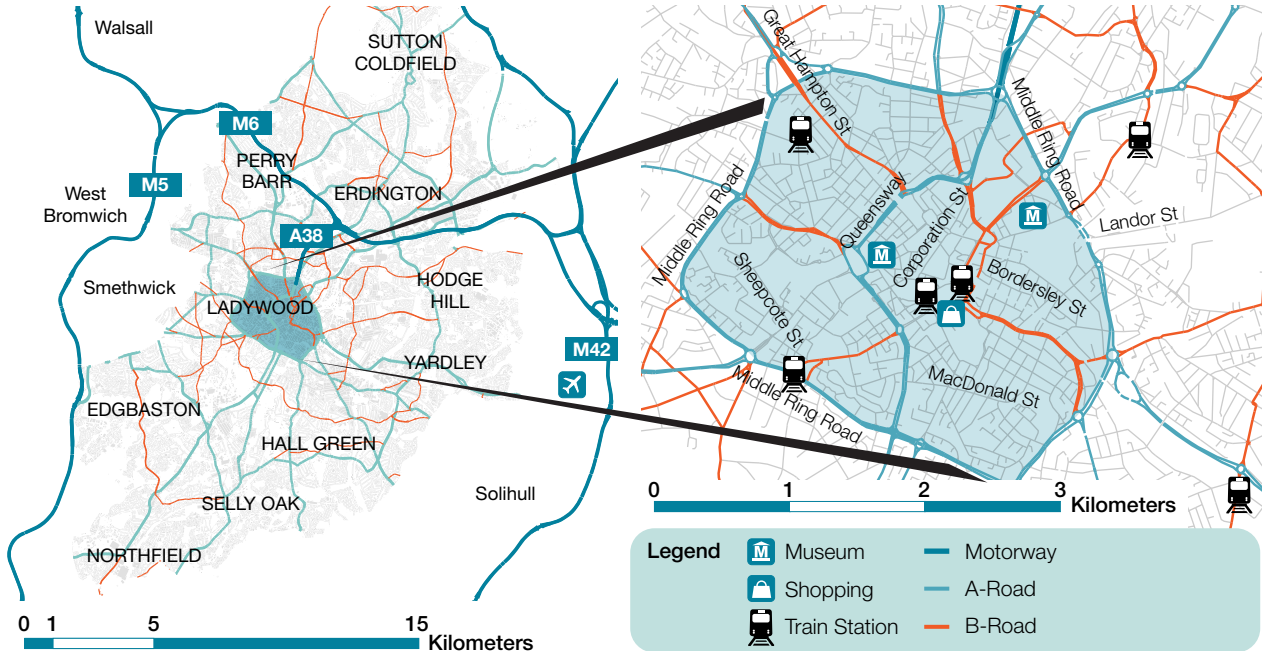 Walsall
SUTTON
COLDFIELD
M6
PERRY
BARR
M5
ERDINGTON
West
Bromwich
A38
HODGE
HILL
Smethwick
LADYWOOD
M42
YARDLEY
EDGBASTON
HALL GREEN
Solihull
SELLY OAK
NORTHFIELD
0 1 5 15 Kilometers
Great Hampton St
Middle Ring Road
Middle Ring Road
Queensway
Corporation St
Landor St
Sheepcote St
Bordersley St
MacDonald St
Middle Ring Road
0 1 2 3 Kilometers
Legend
M Museum
Shopping
Train Station
Motorway
A-Road
B-Road
M
M